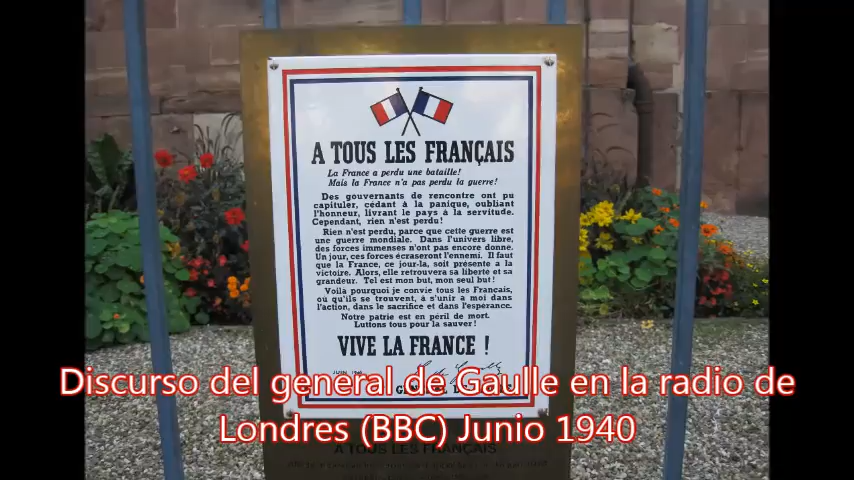 A TOUS LES FRANÇAIS
La France a perdu une bataille!
Mais la France n'a pas perdu la guerre!
Des gouvernants de rencontre ont pu
capituler, cédant à la panique, oubliant
l'honneur, livrant le pays à la servitude.
Cependant, rien n'est perdu!
Rien n'est perdu, parce que cette guerre est
une guerre mondiale. Dans l'univers libre,
des forces immenses n'ont pas encore donné.
Un jour, ces forces écraseront l'ennemi. Il faut
que la France, ce jour-là, soit présente à la
victoire. Alors, elle retrouvera sa liberté et sa
grandeur. Tel est mon but, mon seul but!
Voilà pourquoi je convie tous les Français,
où qu'ils se trouvent, à s'unir à moi dans
l'action, dans le sacrifice et dans l'espérance.
Notre patrie est en péril de mort.
Luttons tous pour la sauver!
VIVE LA FRANCE !
JUIN
Discurso del general de Gaulle en la radio de
Londres (BBC) Junio 1940
A TOUS LES FRANÇAIS